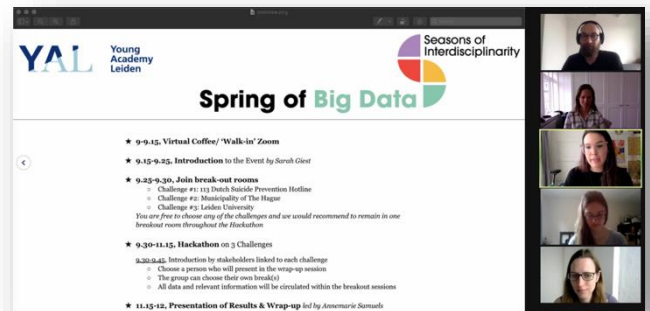 YAL
Young
Academy
Leiden
Seasons of
Interdisciplinarity
Spring of Big Data
★ 9-9.15, Virtual Coffee/ 'Walk-in' Zoom
★ 9.15-9.25, Introduction to the Event by Sarah Giest
★ 9.25-9.30, Join break-out rooms
○ Challenge #1: 113 Dutch Suicide Prevention Hotline
○ Challenge #2: Municipality of The Hague
○ Challenge #3: Leiden University
You are free to choose any of the challenges and we would recommend to remain in one
breakout room throughout the Hackathon
★ 9.30-11.15, Hackathon on 3 Challenges
9.30-9.45, Introduction by stakeholders linked to each challenge
○ Choose a person who will present in the wrap-up session
○ The group can choose their own break(s)
○ All data and relevant information will be circulated within the breakout sessions
★ 11.15-12, Presentation of Results & Wrap-up led by Annemarie Samuels